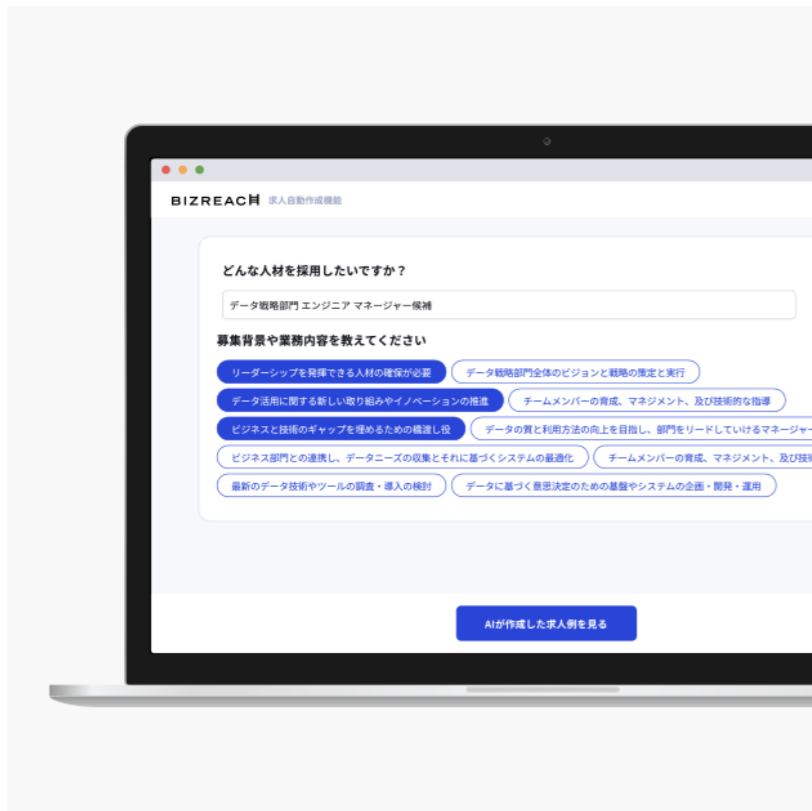 BIZREACH 求人自動作成機能
どんな人材を採用したいですか？
データ戦略部門 エンジニア マネージャー候補
募集背景や業務内容を教えてください
リーダーシップを発揮できる人材の確保が必要 データ戦略部門全体のビジョンと戦略の策定と実行
データ活用に関する新しい取り組みやイノベーションの推進 チームメンバーの育成、マネジメント、及び技術的な指導
ビジネスと技術のギャップを埋めるための橋渡し役 データの質と利用方法の向上を目指し、部門をリードしていけるマネージャー
ビジネス部門との連携し、データニーズの収集とそれに基づくシステムの最適化 チームメンバーの育成、マネジメント、及び技術
最新のデータ技術やツールの調査・導入の検討 データに基づく意思決定のための基盤やシステムの企画・開発・運用
AIが作成した求人例を見る